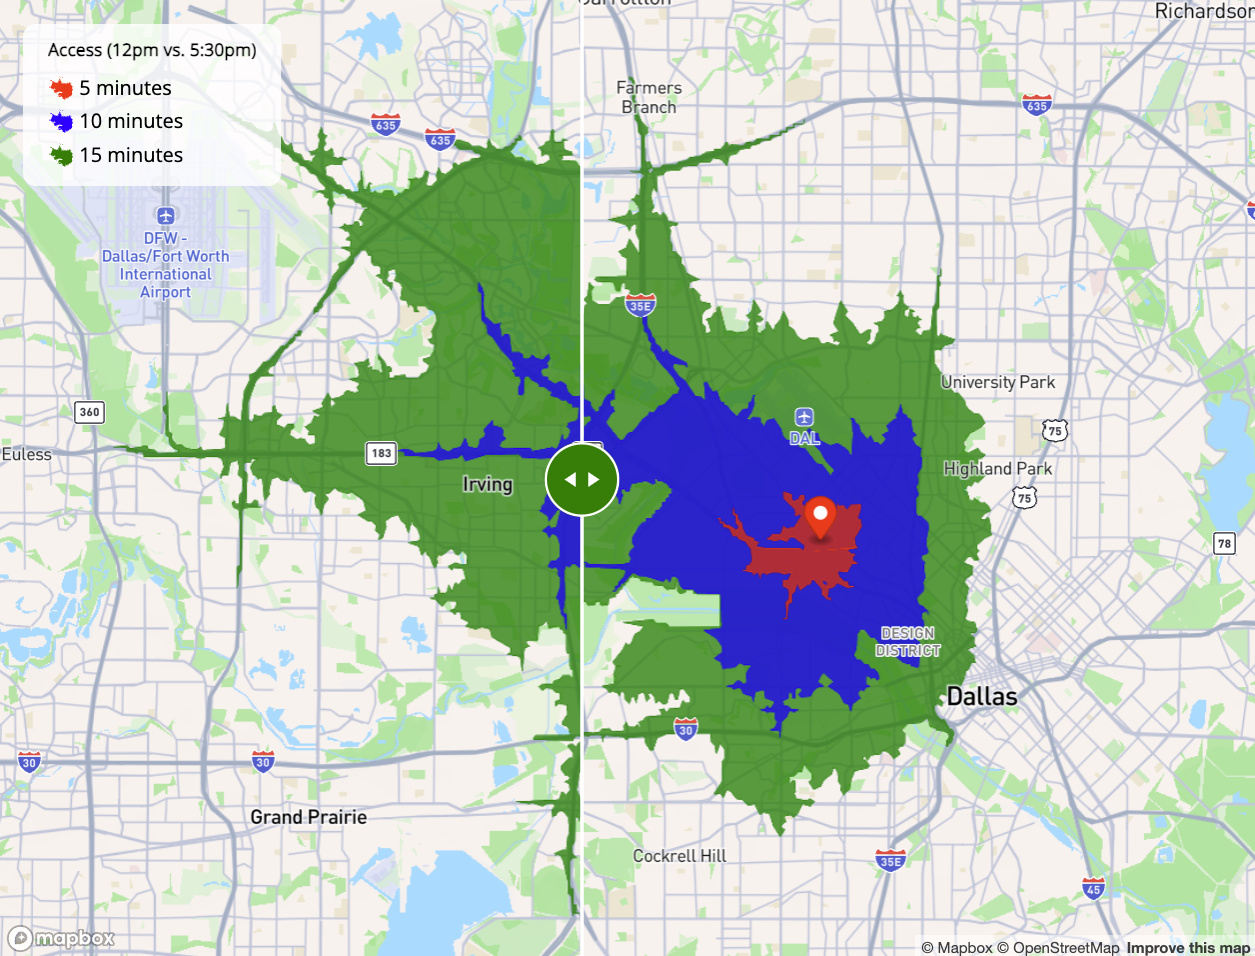 Carrollton
Richardson
Access (12pm vs. 5:30pm)
5 minutes
10 minutes
15 minutes
Farmers
Branch
635
635
635
DFW -
Dallas/Fort Worth
International
Airport
35E
University Park
360
DAL
75
Euless
183
Highland Park
Irving
75
78
DESIGN
DISTRICT
Dallas
30
30
30
Grand Prairie
Cockrell Hill
35E
45
mapbox
© Mapbox © OpenStreetMap Improve this map